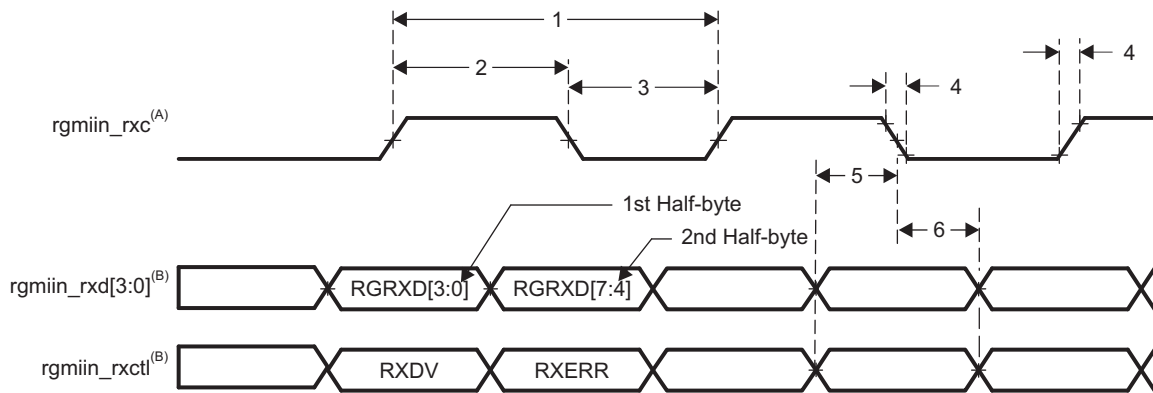 1
2
3
4
4
rgmiin_rxc(A)
5
1st Half-byte
6
2nd Half-byte
rgmiin_rxd[3:0](B)
RGRXD[3:0]
RGRXD[7:4]
rgmiin_rxctl(B)
RXDV
RXERR